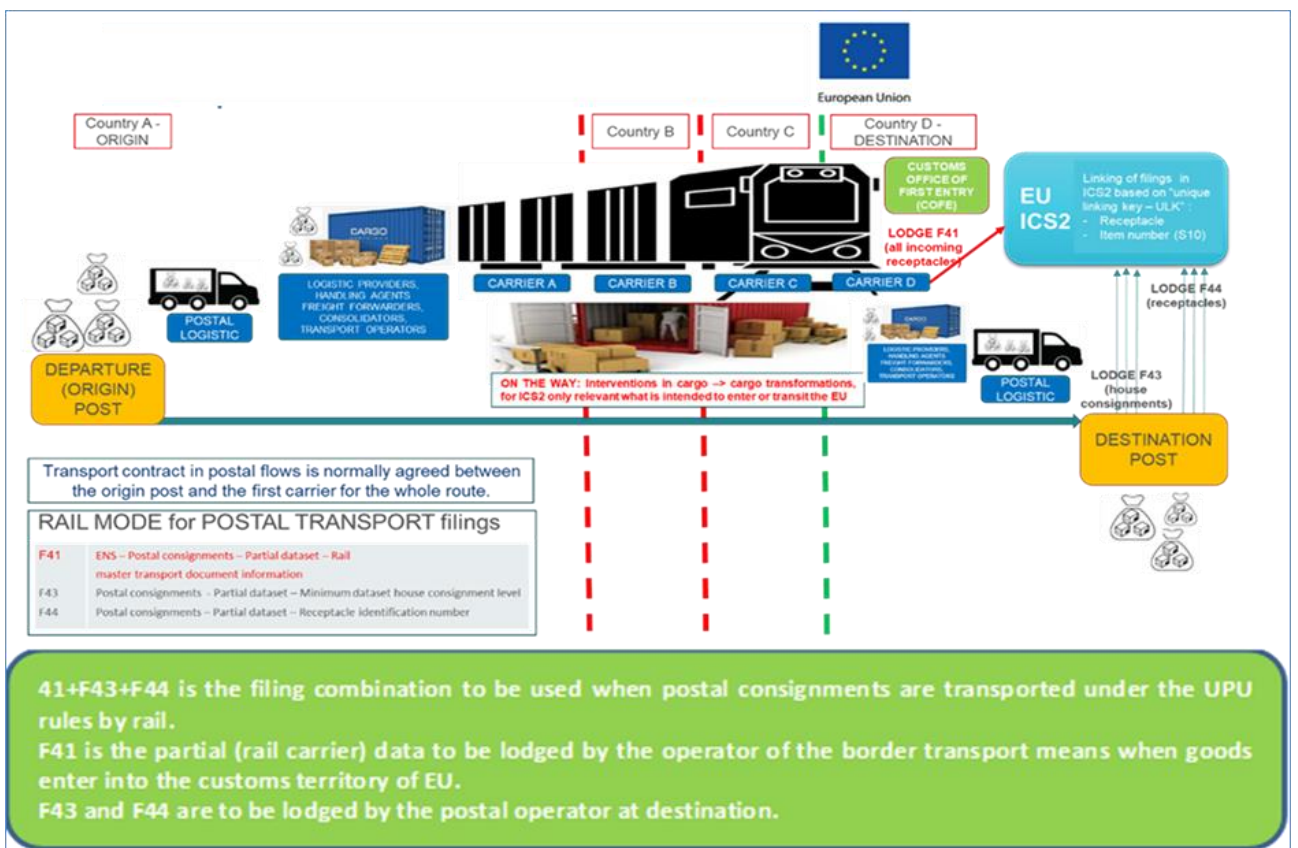 European Union
Country A -
ORIGIN
Country B
Country C
Country D -
DESTINATION
CUSTOMS
OFFICE OF
FIRST ENTRY
(COFE)
EU
ICS2
Linking of filings in
ICS2 based on "unique
linking key – ULK" :
- Receptacle
- Item number (S10)
LODGE F41
(all incoming
receptacles)
CARGO
LOGISTIC PROVIDERS,
HANDLING AGENTS
FREIGHT FORWARDERS,
CONSOLIDATORS,
TRANSPORT OPERATORS
CARRIER A
CARRIER B
CARRIER C
CARRIER D
POSTAL
LOGISTIC
LODGE F44
(receptacles)
CARGO
LOGISTIC PROVIDERS,
HANDLING AGENTS
FREIGHT FORWARDERS,
CONSOLIDATORS,
TRANSPORT OPERATORS
POSTAL
LOGISTIC
LODGE F43
(house
consignments)
DEPARTURE
(ORIGIN)
POST
ON THE WAY: Interventions in cargo –> cargo transformations,
for ICS2 only relevant what is intended to enter or transit the EU
DESTINATION
POST
Transport contract in postal flows is normally agreed between
the origin post and the first carrier for the whole route.
RAIL MODE for POSTAL TRANSPORT filings
F41 ENS – Postal consignments – Partial dataset – Rail
master transport document information
F43 Postal consignments - Partial dataset – Minimum dataset house consignment level
F44 Postal consignments – Partial dataset – Receptacle identification number
41+F43+F44 is the filing combination to be used when postal consignments are transported under the UPU
rules by rail.
F41 is the partial (rail carrier) data to be lodged by the operator of the border transport means when goods
enter into the customs territory of EU.
F43 and F44 are to be lodged by the postal operator at destination.